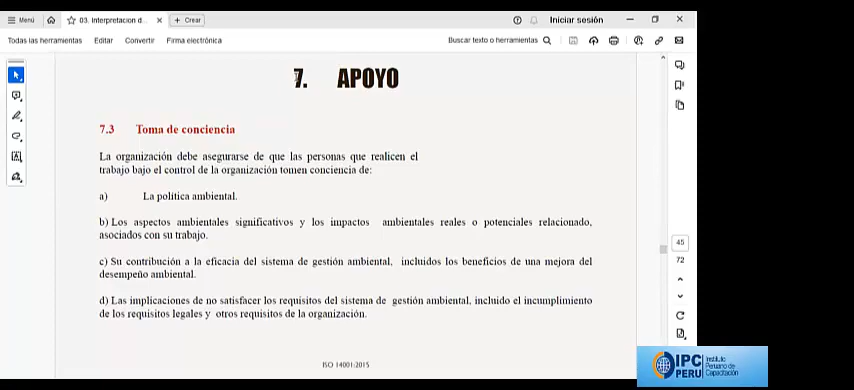 Menú
03. Interpretacion d...
+ Crear
Iniciar sesión
Todas las herramientas Editar Convertir Firma electrónica
Buscar texto o herramientas
7. APOYO
7.3 Toma de conciencia
La organización debe asegurarse de que las personas que realicen el
trabajo bajo el control de la organización tomen conciencia de:
a) La política ambiental.
b) Los aspectos ambientales significativos y los impactos ambientales reales o potenciales relacionado,
asociados con su trabajo.
c) Su contribución a la eficacia del sistema de gestión ambiental, incluidos los beneficios de una mejora del
desempeño ambiental.
d) Las implicaciones de no satisfacer los requisitos del sistema de gestión ambiental, incluido el incumplimiento
de los requisitos legales y otros requisitos de la organización.
45
72
ISO 14001:2015
IPC PERU
Instituto
Peruano de
Capacitación